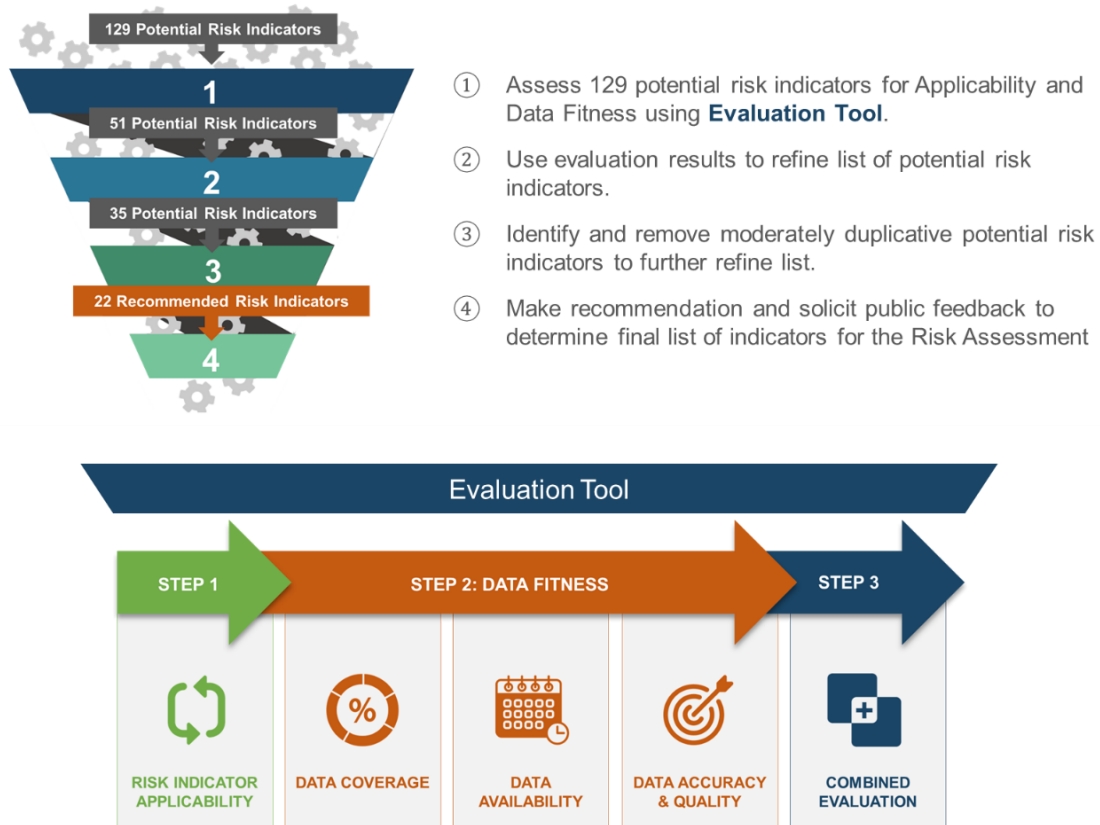 129 Potential Risk Indicators
1
51 Potential Risk Indicators
2
35 Potential Risk Indicators
3
22 Recommended Risk Indicators
4
① Assess 129 potential risk indicators for Applicability and
Data Fitness using Evaluation Tool.
② Use evaluation results to refine list of potential risk
indicators.
③ Identify and remove moderately duplicative potential risk
indicators to further refine list.
④ Make recommendation and solicit public feedback to
determine final list of indicators for the Risk Assessment
Evaluation Tool
STEP 1
STEP 2: DATA FITNESS
STEP 3
%
RISK INDICATOR
APPLICABILITY
DATA COVERAGE
DATA
AVAILABILITY
DATA ACCURACY
& QUALITY
COMBINED
EVALUATION